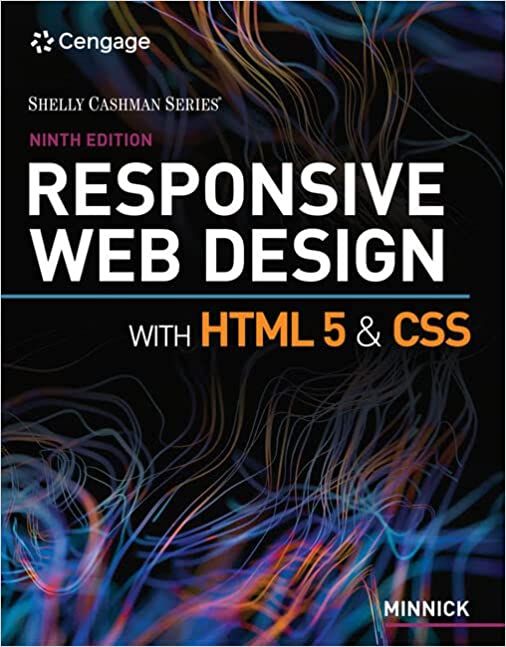 Cengage
SHELLY CASHMAN SERIES®
NINTH EDITION
RESPONSIVE
WEB DESIGN
WITH HTML 5 & CSS
MINNICK